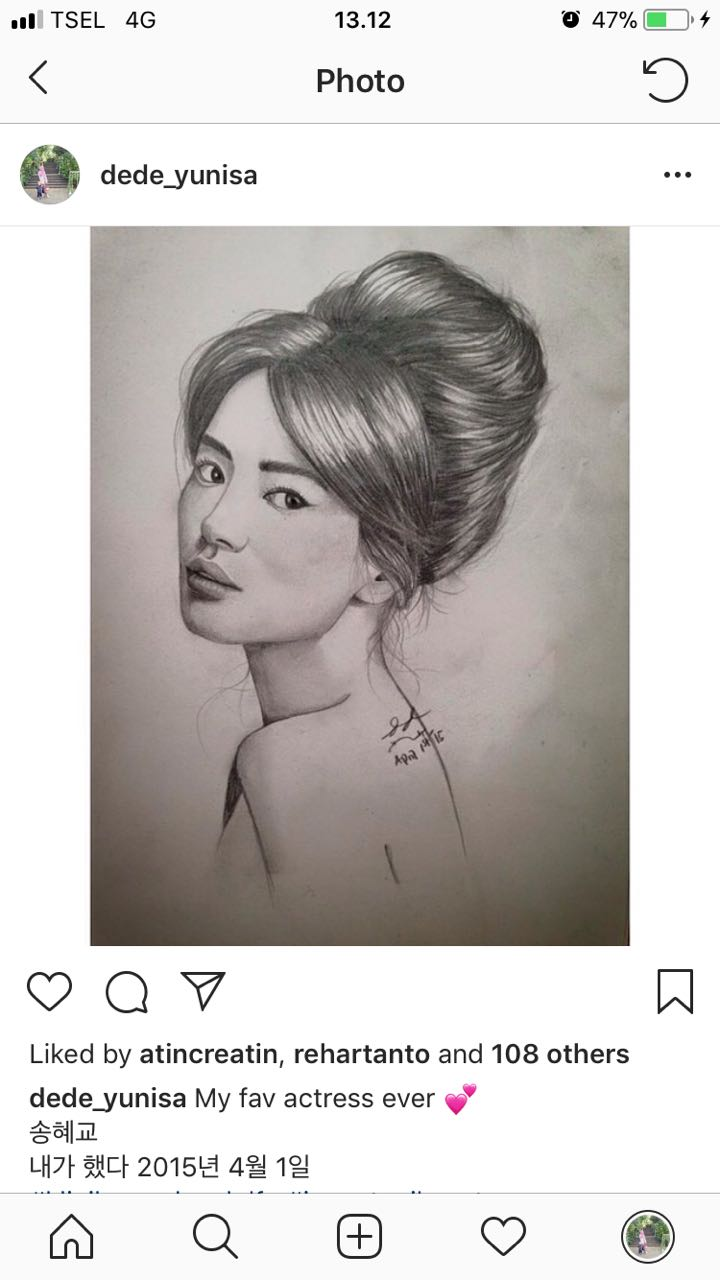 TSEL 4G 13.12 47%
Photo
dede_yunisa
April
Liked by atincreatin, rehartanto and 108 others
dede_yunisa My fav actress ever 💕
송혜교
내가 했다 2015년 4월 1일